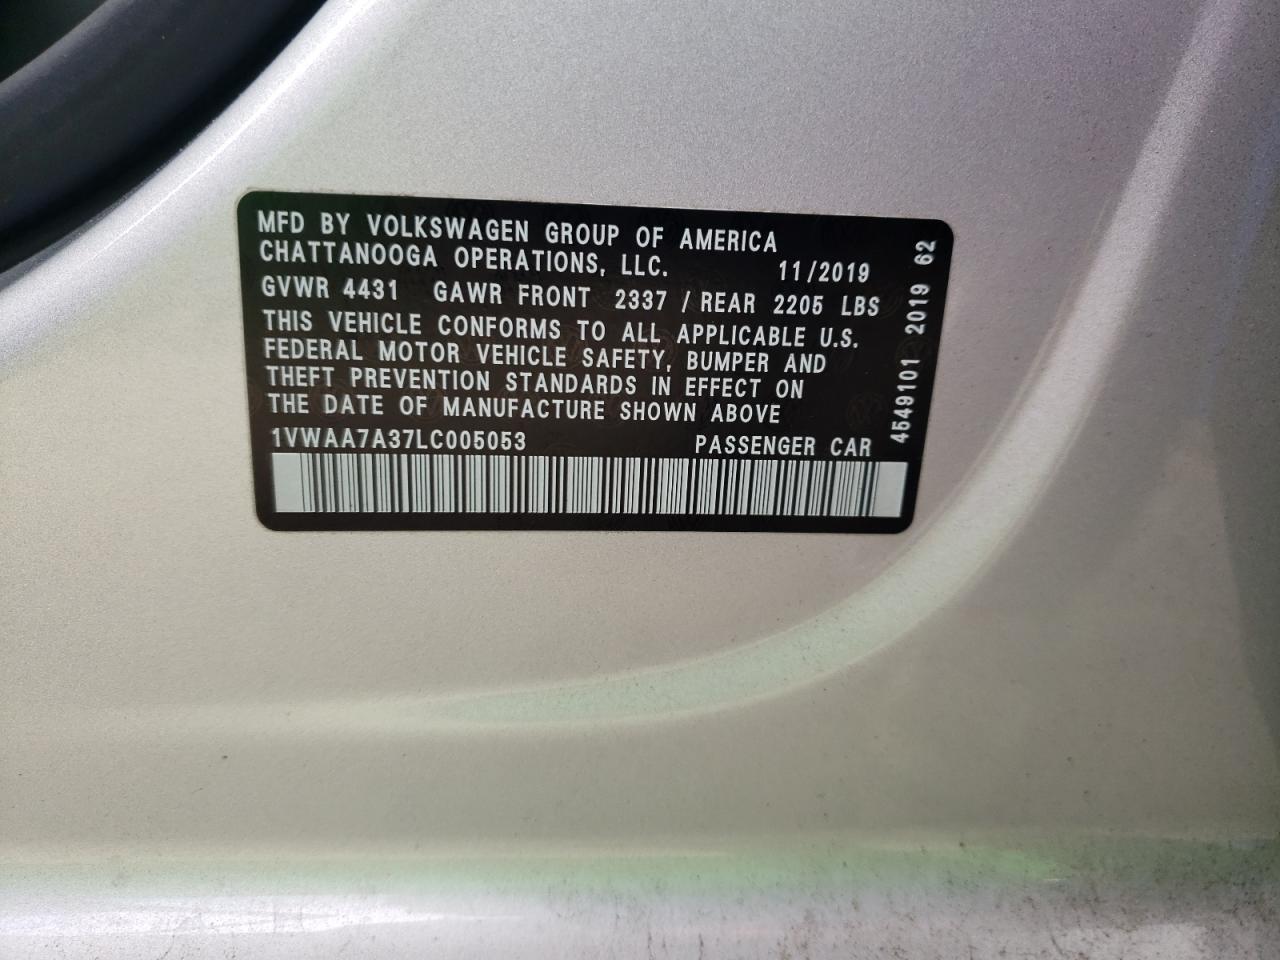 MFD BY VOLKSWAGEN GROUP OF AMERICA
CHATTANOOGA OPERATIONS, LLC. 11/2019
GVWR 4431 GAWR FRONT 2337 / REAR 2205 LBS
THIS VEHICLE CONFORMS TO ALL APPLICABLE U.S.
FEDERAL MOTOR VEHICLE SAFETY, BUMPER AND
THEFT PREVENTION STANDARDS IN EFFECT ON
THE DATE OF MANUFACTURE SHOWN ABOVE
1VWAA7A37LC005053 PASSENGER CAR
4549101 2019 62